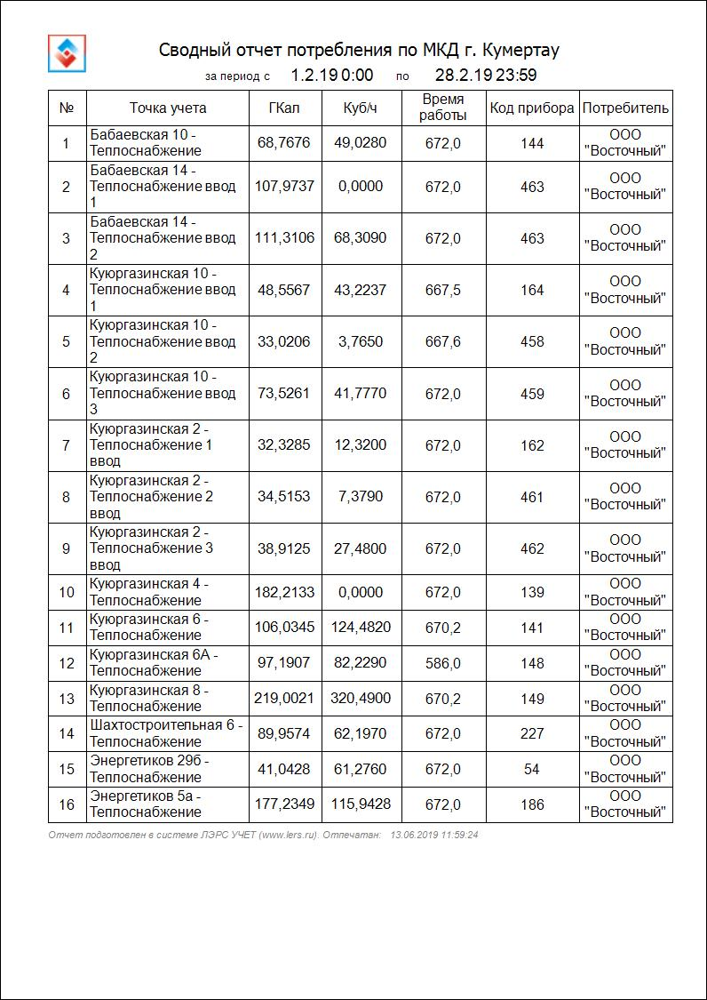 Сводный отчет потребления по МКД г. Кумертау
за период с 1.2.19 0:00 по 28.2.19 23:59
№ Точка учета ГКал Куб/ч Время работы Код прибора Потребитель
1 Бабаевская 10 - Теплоснабжение 68,7676 49,0280 672,0 144 ООО "Восточный"
2 Бабаевская 14 - Теплоснабжение ввод 1 107,9737 0,0000 672,0 463 ООО "Восточный"
3 Бабаевская 14 - Теплоснабжение ввод 2 111,3106 68,3090 672,0 463 ООО "Восточный"
4 Куюргазинская 10 - Теплоснабжение ввод 1 48,5567 43,2237 667,5 164 ООО "Восточный"
5 Куюргазинская 10 - Теплоснабжение ввод 2 33,0206 3,7650 667,6 458 ООО "Восточный"
6 Куюргазинская 10 - Теплоснабжение ввод 3 73,5261 41,7770 672,0 459 ООО "Восточный"
7 Куюргазинская 2 - Теплоснабжение 1 ввод 32,3285 12,3200 672,0 162 ООО "Восточный"
8 Куюргазинская 2 - Теплоснабжение 2 ввод 34,5153 7,3790 672,0 461 ООО "Восточный"
9 Куюргазинская 2 - Теплоснабжение 3 ввод 38,9125 27,4800 672,0 462 ООО "Восточный"
10 Куюргазинская 4 - Теплоснабжение 182,2133 0,0000 672,0 139 ООО "Восточный"
11 Куюргазинская 6 - Теплоснабжение 106,0345 124,4820 670,2 141 ООО "Восточный"
12 Куюргазинская 6А - Теплоснабжение 97,1907 82,2290 586,0 148 ООО "Восточный"
13 Куюргазинская 8 - Теплоснабжение 219,0021 320,4900 670,2 149 ООО "Восточный"
14 Шахтостроительная 6 - Теплоснабжение 89,9574 62,1970 672,0 227 ООО "Восточный"
15 Энергетиков 29б - Теплоснабжение 41,0428 61,2760 672,0 54 ООО "Восточный"
16 Энергетиков 5а - Теплоснабжение 177,2349 115,9428 672,0 186 ООО "Восточный"
Отчет подготовлен в системе ЛЭРС УЧЕТ (www.lers.ru). Отпечатан: 13.06.2019 11:59:24